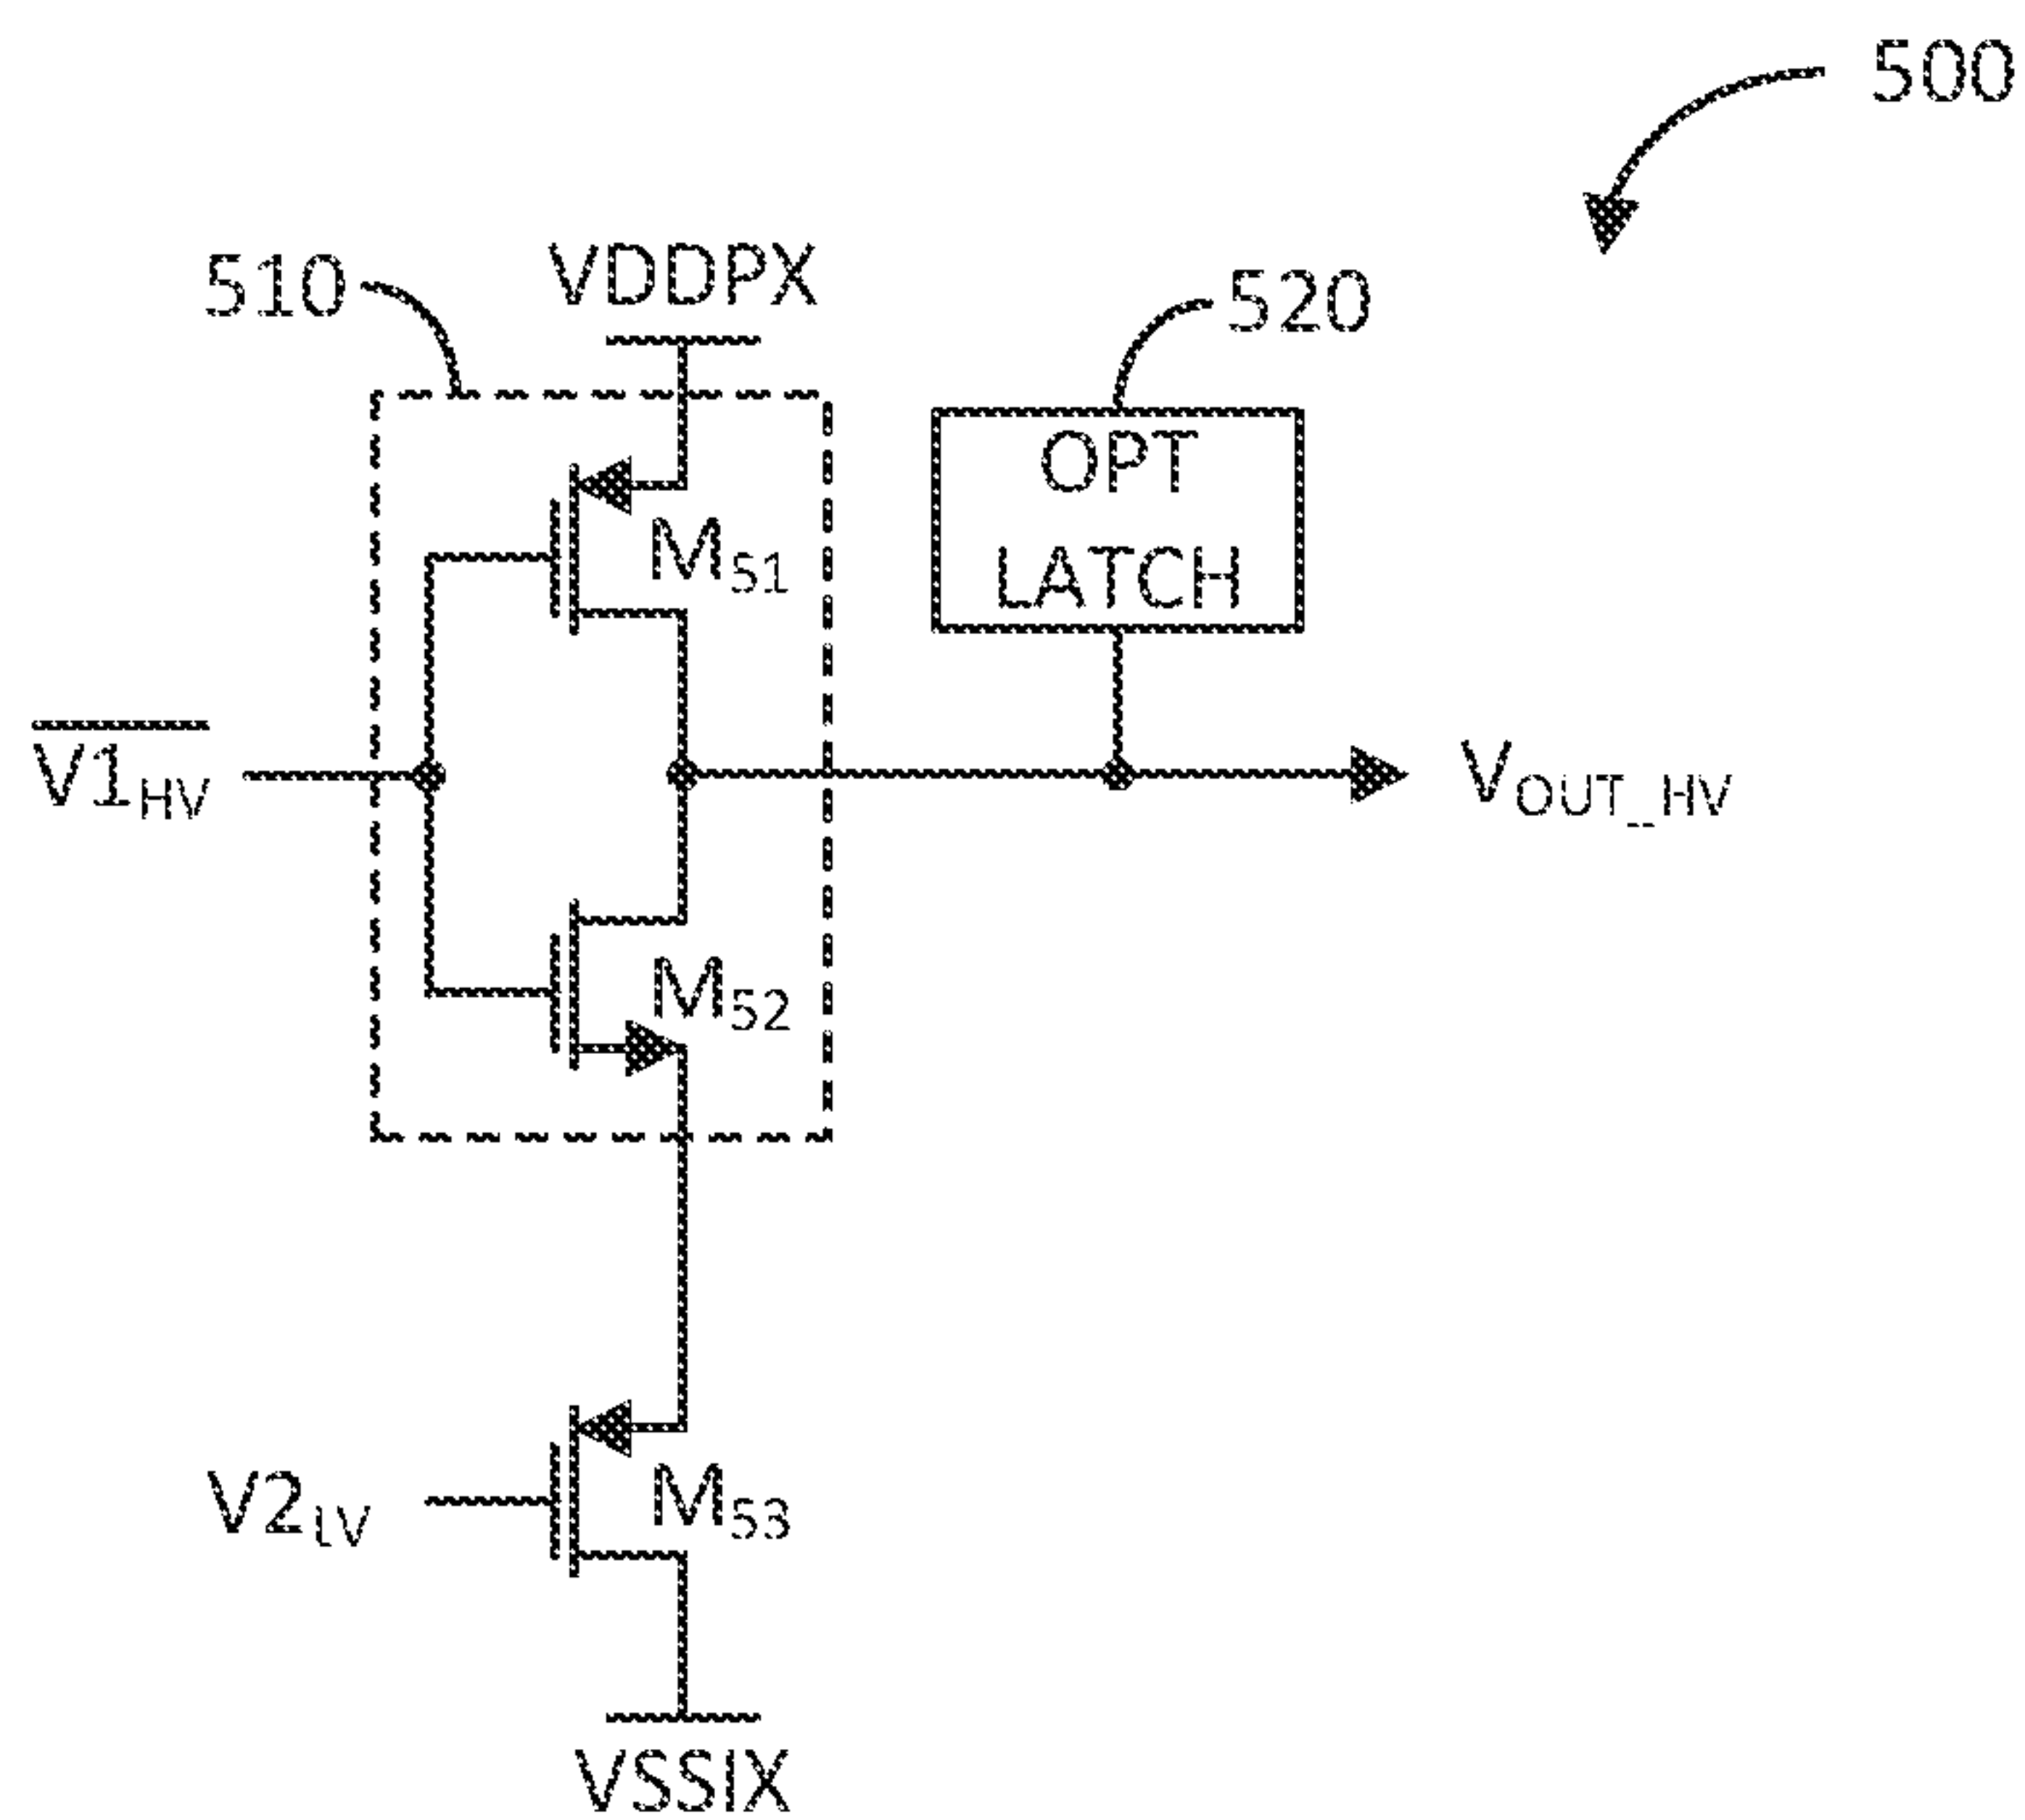 500
510
VDDPX
520
OPT
LATCH
M51
V1HV
VOUT_HV
M52
V2LV
M53
VSSIX